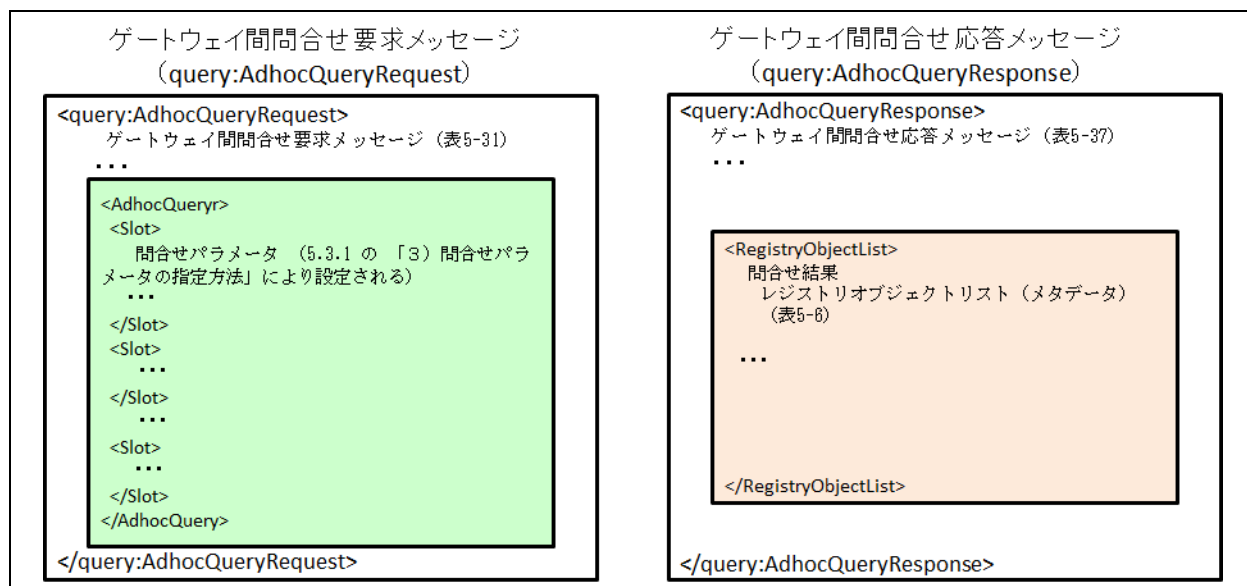 ゲートウェイ間問合せ要求メッセージ
（query:AdhocQueryRequest）
<query:AdhocQueryRequest>
ゲートウェイ間問合せ要求メッセージ（表5-31）
・・・
<AdhocQueryr>
<Slot>
問合せパラメータ （5.3.1 の 「3）問合せパラ
メータの指定方法」により設定される）
・・・
</Slot>
<Slot>
・・・
</Slot>
・・・
<Slot>
・・・
</Slot>
</AdhocQuery>
</query:AdhocQueryRequest>
ゲートウェイ間問合せ応答メッセージ
（query:AdhocQueryResponse）
<query:AdhocQueryResponse>
ゲートウェイ間問合せ応答メッセージ（表5-37）
・・・
<RegistryObjectList>
問合せ結果
レジストリオブジェクトリスト（メタデータ）
（表5-6）
・・・
</RegistryObjectList>
</query:AdhocQueryResponse>